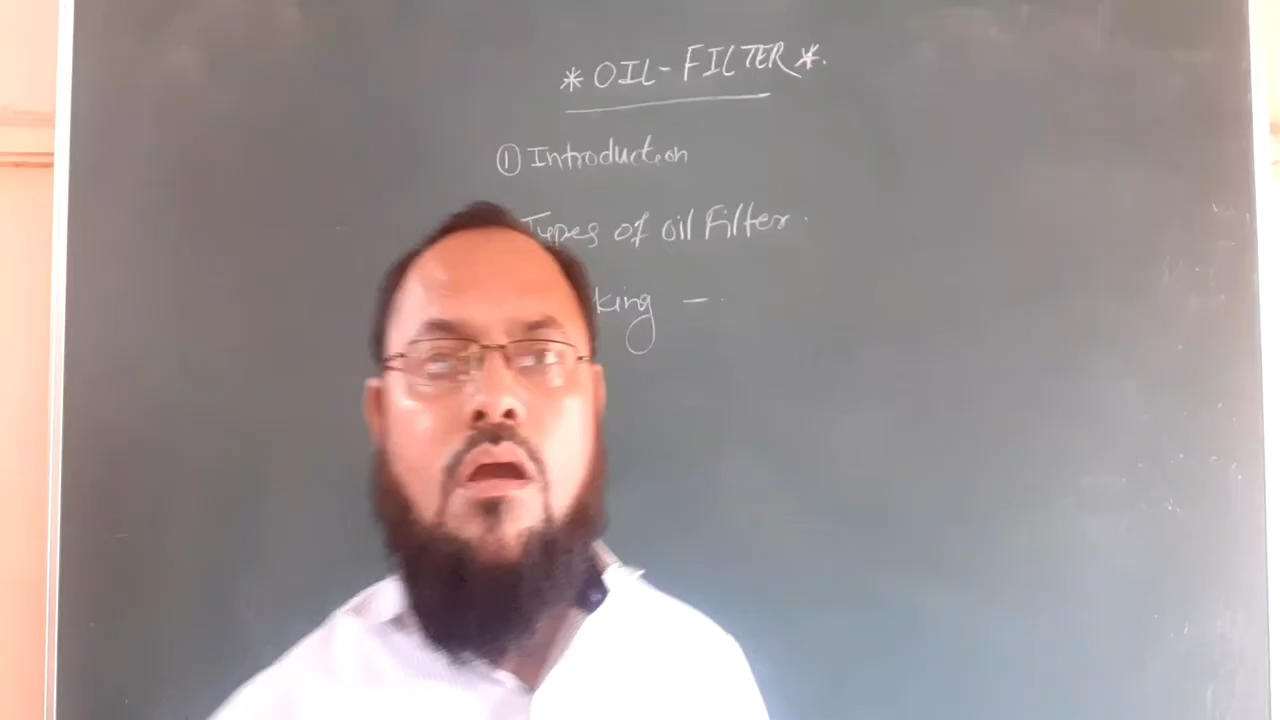 * OIL-FILTER *.
① Introduction
Types of oil Filter.
king -.